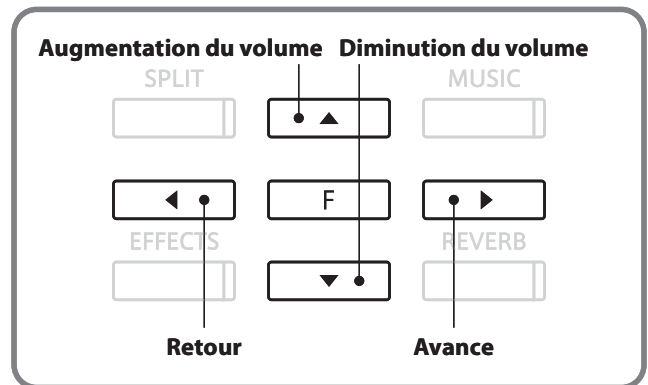 Augmentation du volume Diminution du volume
SPLIT MUSIC
F
EFFECTS REVERB
Retour Avance